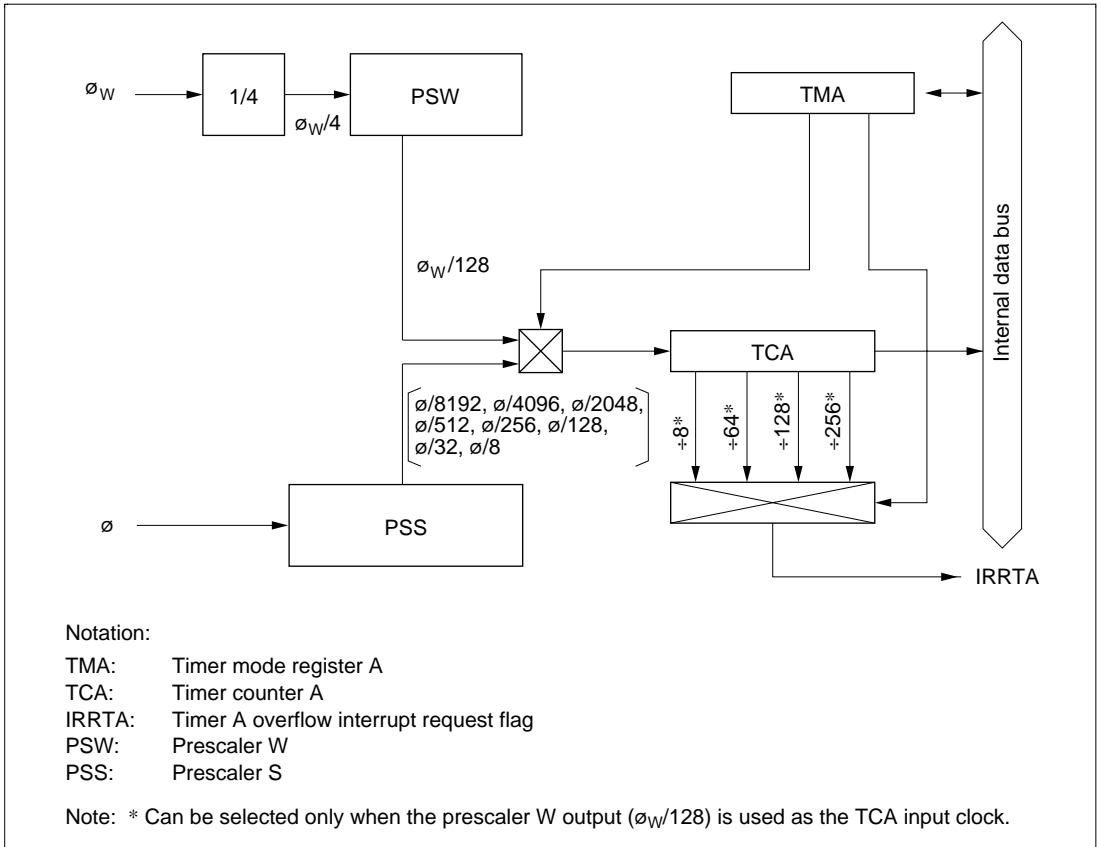 øW
1/4
øW/4
PSW
TMA
øW/128
Internal data bus
TCA
ø/8192, ø/4096, ø/2048,
ø/512, ø/256, ø/128,
ø/32, ø/8
÷8*
÷64*
÷128*
÷256*
ø
PSS
IRRTA
Notation:
TMA: Timer mode register A
TCA: Timer counter A
IRRTA: Timer A overflow interrupt request flag
PSW: Prescaler W
PSS: Prescaler S
Note: * Can be selected only when the prescaler W output (øW/128) is used as the TCA input clock.